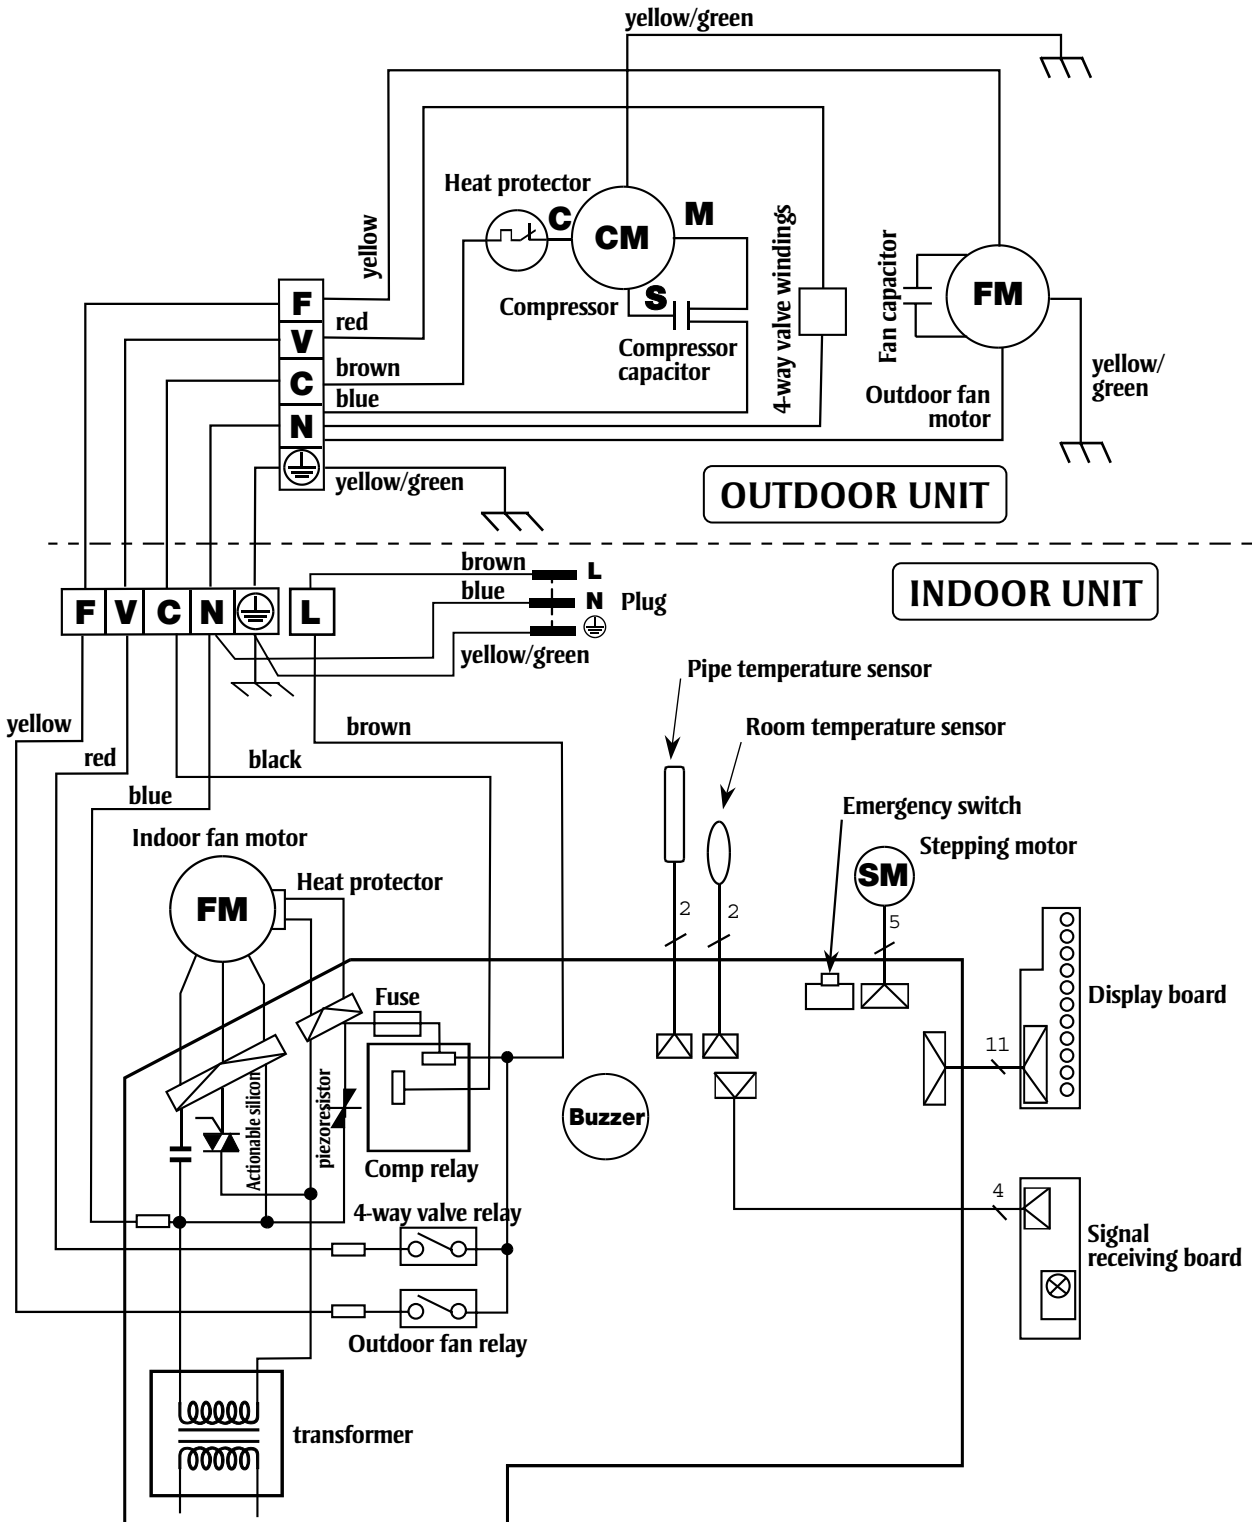 yellow/green
Heat protector
C
CM
M
yellow
4-way valve windings
Fan capacitor
FM
F
red
V
Compressor
S
Compressor
capacitor
brown
C
blue
N
Outdoor fan
motor
yellow/
green
yellow/green
OUTDOOR UNIT
brown
L
INDOOR UNIT
blue
N
Plug
F
V
C
N
L
yellow/green
Pipe temperature sensor
yellow
brown
Room temperature sensor
red
black
blue
Emergency switch
Indoor fan motor
Stepping motor
SM
Heat protector
FM
2
2
5
Fuse
Display board
11
piezoresistor
Actionable silicon
Buzzer
Comp relay
4
4-way valve relay
Signal
receiving board
Outdoor fan relay
transformer